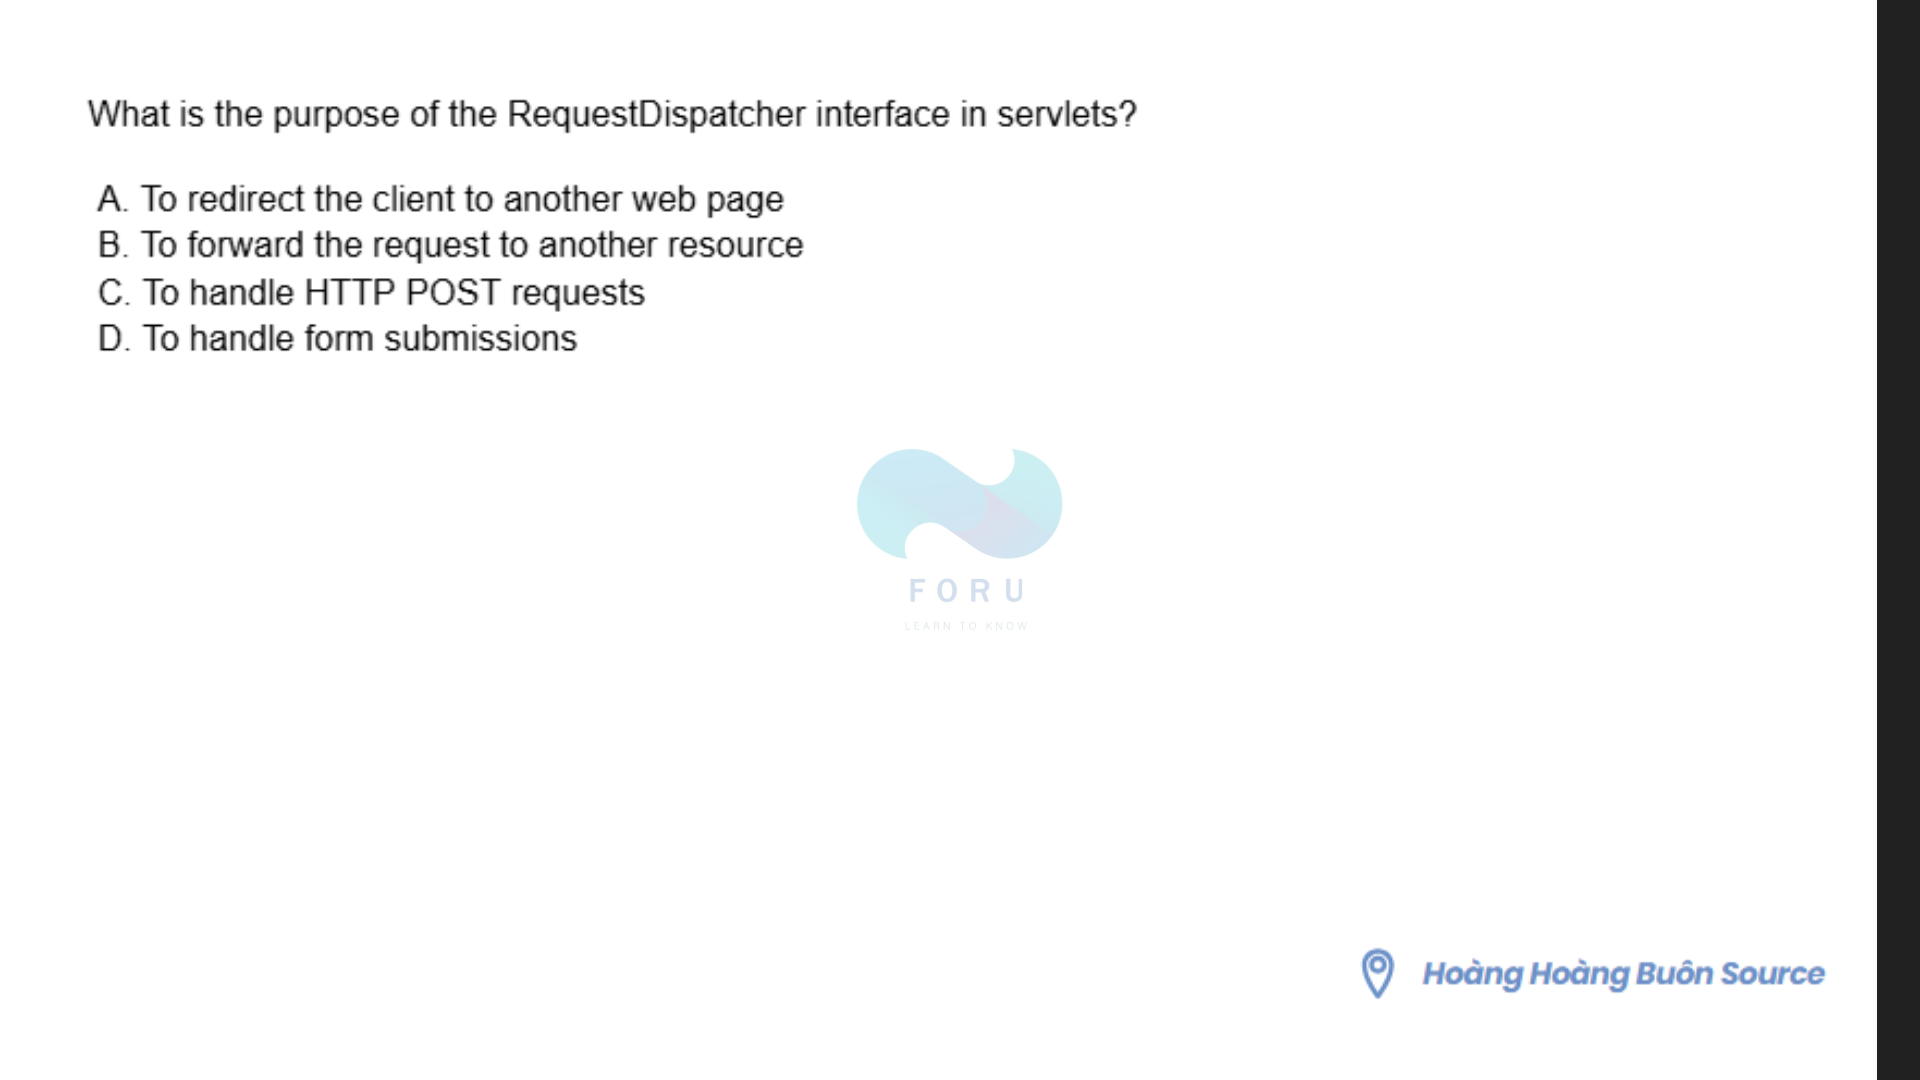 What is the purpose of the RequestDispatcher interface in servlets?
A. To redirect the client to another web page
B. To forward the request to another resource
C. To handle HTTP POST requests
D. To handle form submissions
FORU
LEARN TO KNOW
Hoàng Hoàng Buôn Source